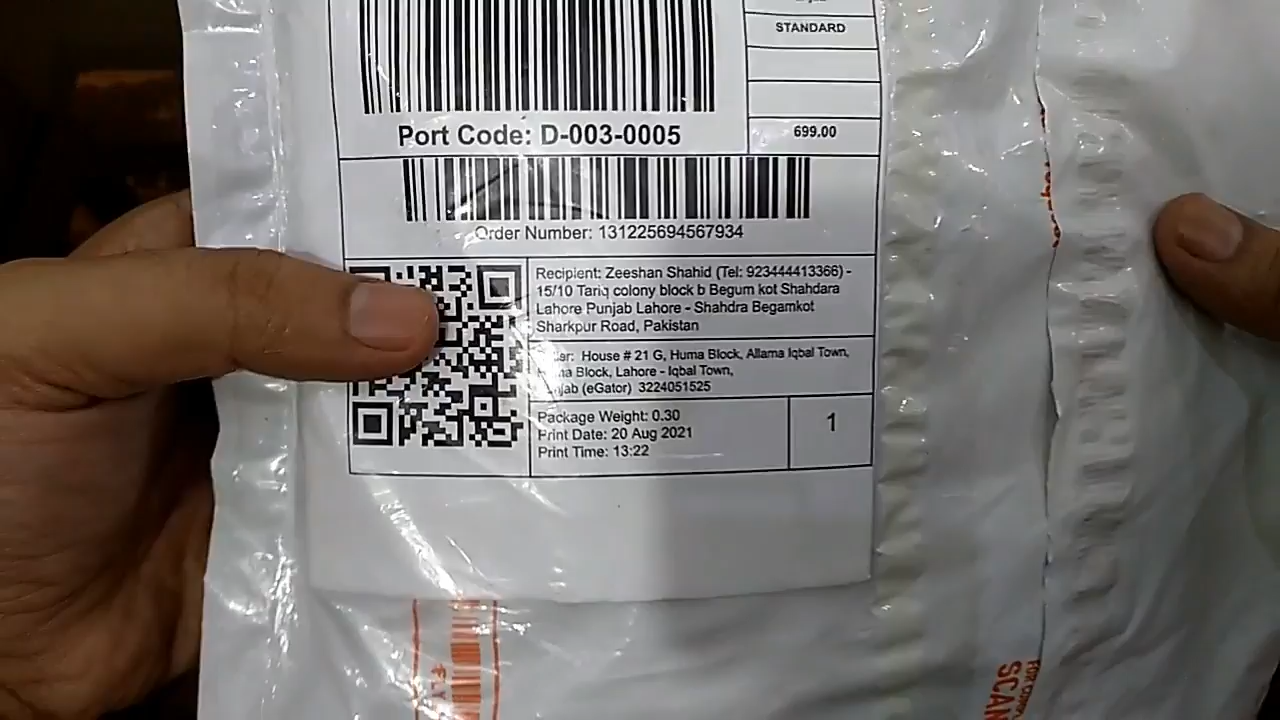 STANDARD
699.00
Port Code: D-003-0005
Order Number: 131225694567934
Recipient: Zeeshan Shahid (Tel: 923444413366) -
15/10 Tariq colony block b Begum kot Shahdara
Lahore Punjab Lahore - Shahdra Begamkot
Sharkpur Road, Pakistan
House # 21 G, Huma Block, Allama Iqbal Town,
Block, Lahore - Iqbal Town,
(eGator) 3224051525
Package Weight: 0.30
Print Date: 20 Aug 2021
Print Time: 13:22
1
SCAN